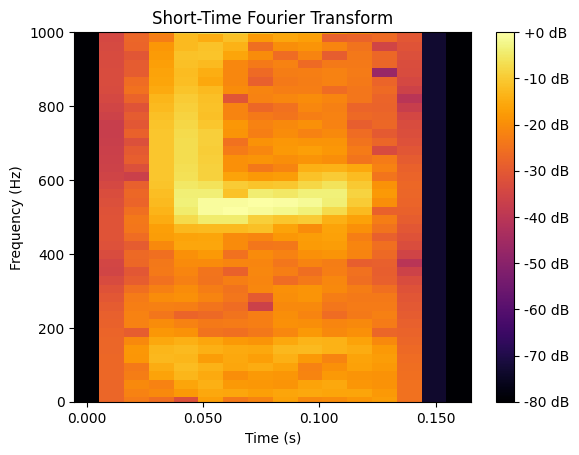 Short-Time Fourier Transform
1000
800
600
400
200
0
Frequency (Hz)
0.000
0.050
0.100
0.150
Time (s)
+0 dB
-10 dB
-20 dB
-30 dB
-40 dB
-50 dB
-60 dB
-70 dB
-80 dB